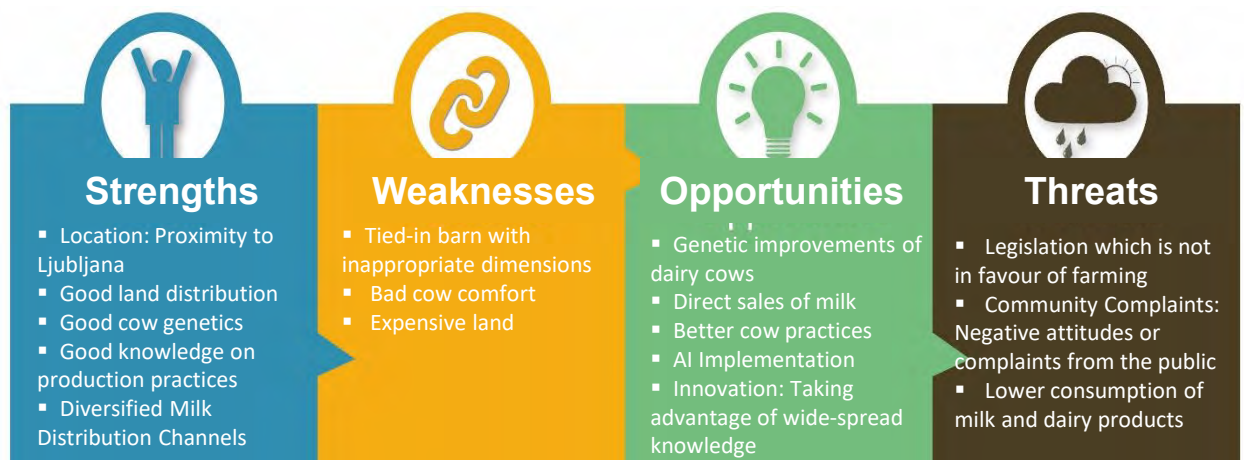 Strengths
▪ Location: Proximity to
Ljubljana
▪ Good land distribution
▪ Good cow genetics
▪ Good knowledge on
production practices
▪ Diversified Milk
Distribution Channels
Weaknesses
▪ Tied-in barn with
inappropriate dimensions
▪ Bad cow comfort
▪ Expensive land
Opportunities
▪ Genetic improvements of
dairy cows
▪ Direct sales of milk
▪ Better cow practices
▪ AI Implementation
▪ Innovation: Taking
advantage of wide-spread
knowledge
Threats
▪ Legislation which is not
in favour of farming
▪ Community Complaints:
Negative attitudes or
complaints from the public
▪ Lower consumption of
milk and dairy products